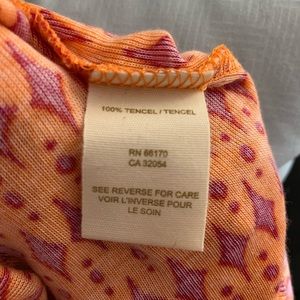 100% TENCEL / TENCEL
RN 66170
CA 32054
SEE REVERSE FOR CARE
VOIR L'INVERSE POUR
LE SOIN